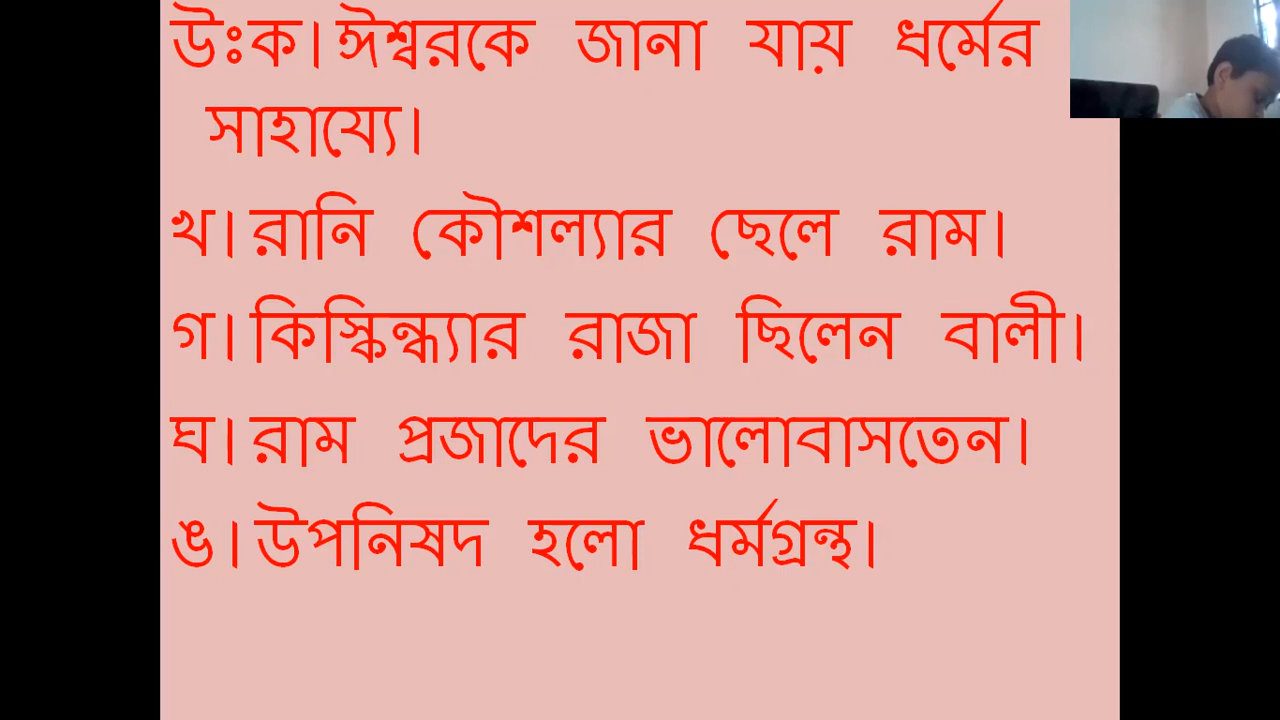 উঃক। ঈশ্বরকে জানা যায় ধর্মের
সাহায্যে।
খ। রানি কৌশল্যার ছেলে রাম।
গ। কিস্কিন্ধ্যার রাজা ছিলেন বালী।
ঘ। রাম প্রজাদের ভালোবাসতেন।
ঙ। উপনিষদ হলো ধর্মগ্রন্থ।